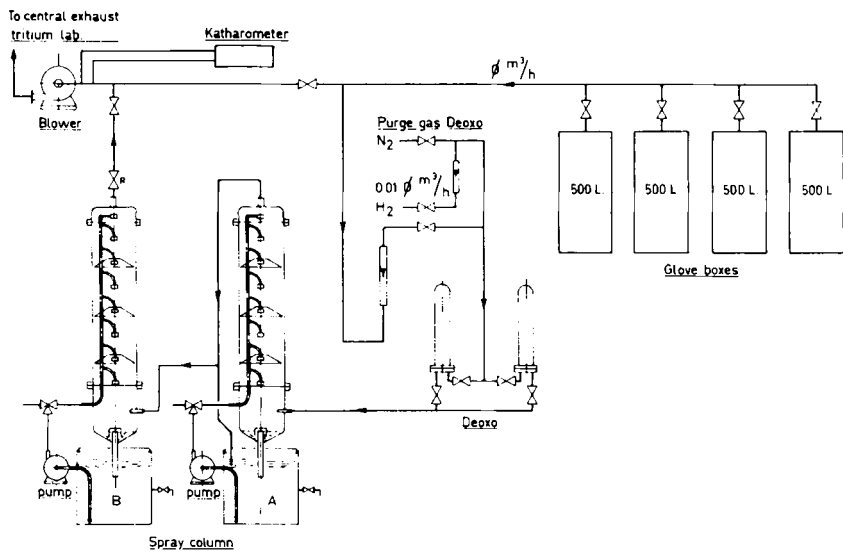 To central exhaust
tritium lab.
Katharometer
Blower
ϕ m³/h
Purge gas Deoxo
N₂
0.01 ϕ m³/h
H₂
R
500 L.
500 L
500 L.
500 L
Glove boxes
Deoxo
pump
B
pump
A
Spray column